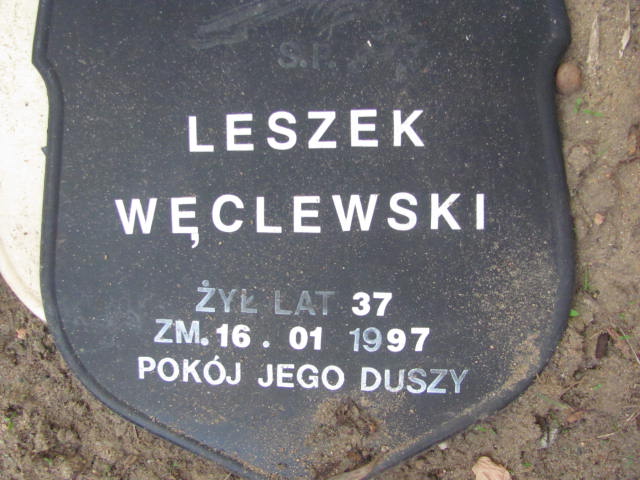 Ś.P.
LESZEK
WĘCLEWSKI
ŻYŁ LAT 37
ZM. 16. 01 1997
POKÓJ JEGO DUSZY